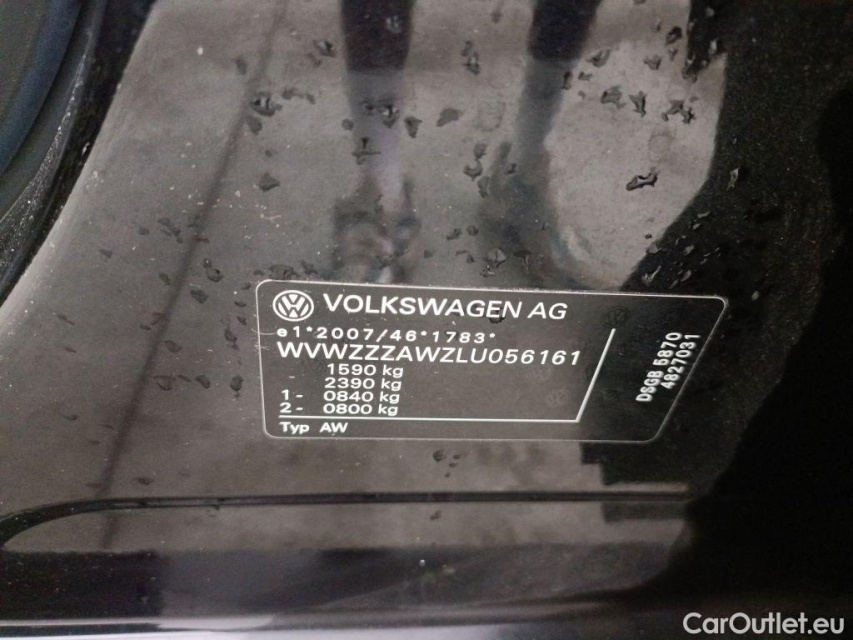 VOLKSWAGEN AG
e1*2007/46*1783*
WVWZZZAWZLU056161
1590 kg
2390 kg
1- 0840 kg
2- 0800 kg
Typ AW
DSGB 5870
4827031
CarOutlet.eu